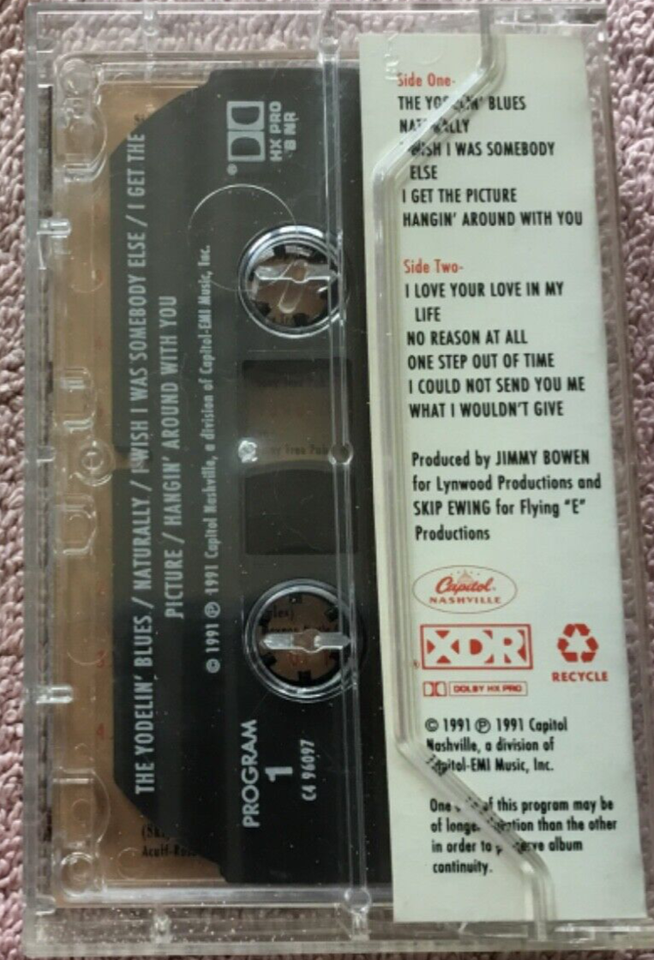 THE YODELIN' BLUES / NATURALLY / I WISH I WAS SOMEBODY ELSE / I GET THE
PICTURE / HANGIN' AROUND WITH YOU
© 1991 ℗ 1991 Capitol Nashville, a division of Capitol-EMI Music, Inc.
HX PRO
B NR
PROGRAM
1
C4 96097
Side One-
THE YODELIN' BLUES
NATURALLY
I WISH I WAS SOMEBODY
ELSE
I GET THE PICTURE
HANGIN' AROUND WITH YOU
Side Two-
I LOVE YOUR LOVE IN MY
LIFE
NO REASON AT ALL
ONE STEP OUT OF TIME
I COULD NOT SEND YOU ME
WHAT I WOULDN'T GIVE
Produced by JIMMY BOWEN
for Lynwood Productions and
SKIP EWING for Flying "E"
Productions
Capitol
NASHVILLE
XDR
RECYCLE
DOLBY HX PRO
© 1991 ℗ 1991 Capitol
Nashville, a division of
Capitol-EMI Music, Inc.
One side of this program may be
of longer duration than the other
in order to preserve album
continuity.